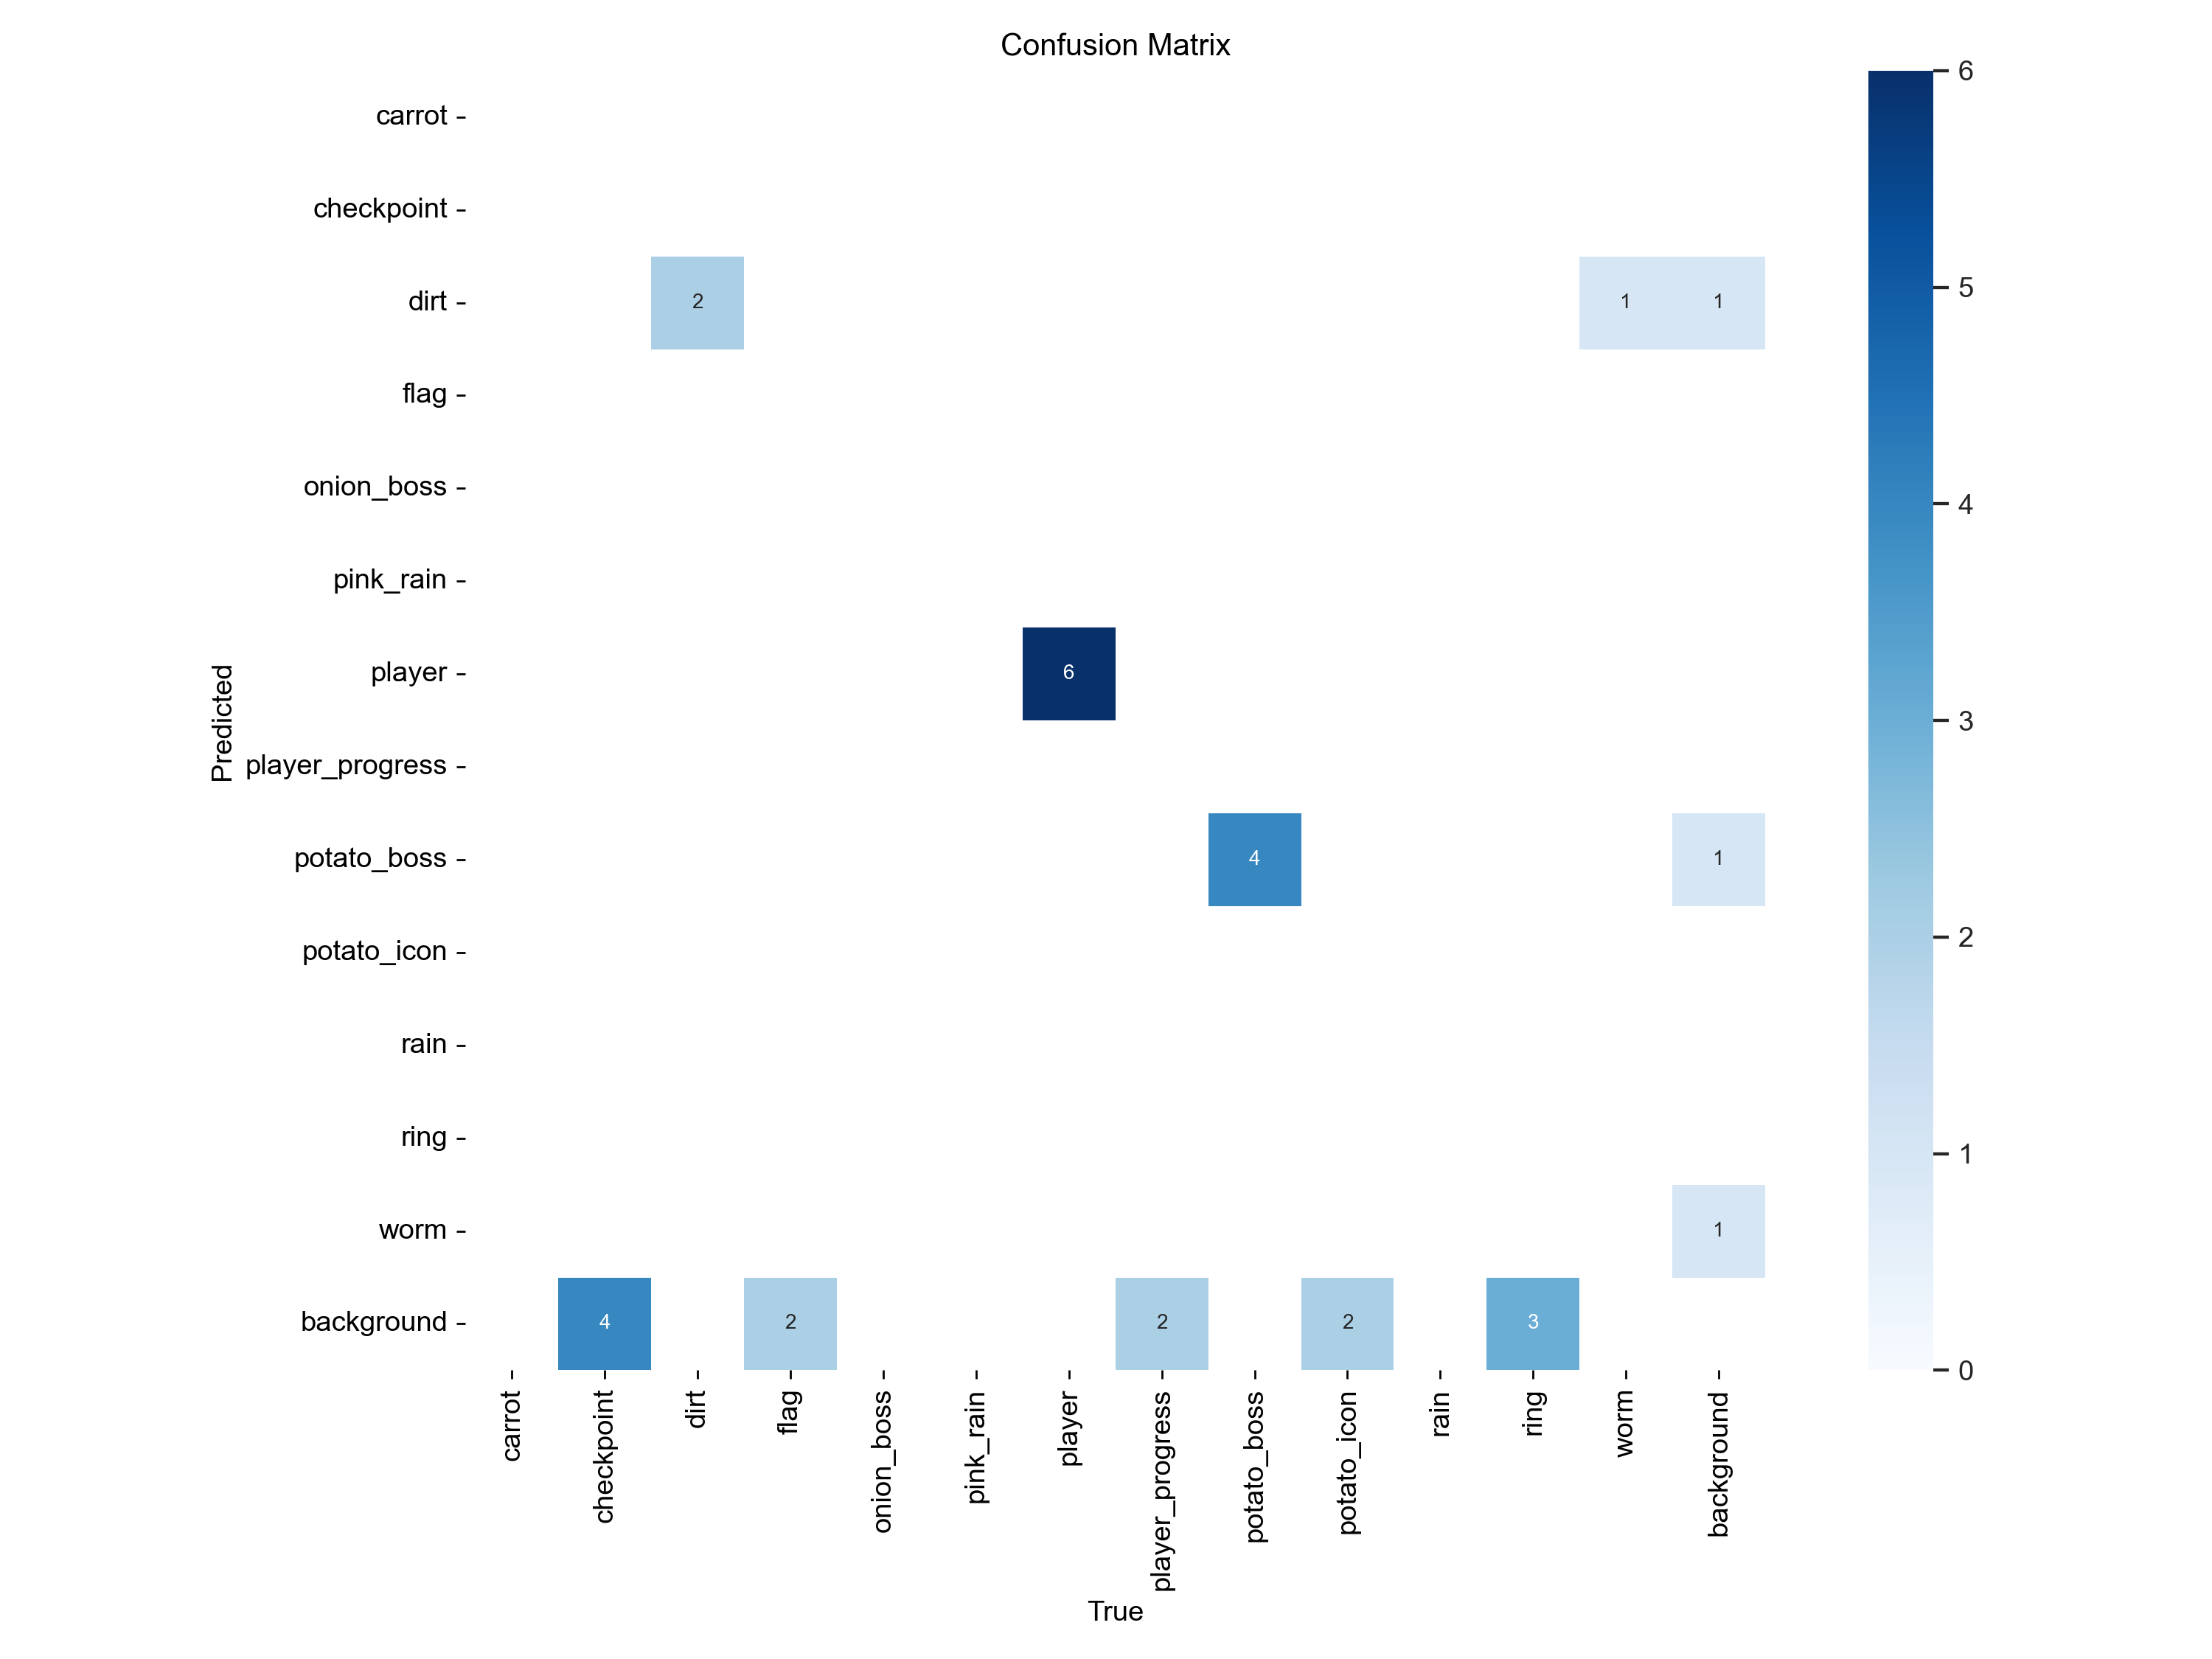 Confusion Matrix
Predicted
carrot
checkpoint
dirt
flag
onion_boss
pink_rain
player
player_progress
potato_boss
potato_icon
rain
ring
worm
background
2 1 1
6
4 1
1
4 2 2 2 3
carrot
checkpoint
dirt
flag
onion_boss
pink_rain
player
player_progress
potato_boss
potato_icon
rain
ring
worm
background
True
6
5
4
3
2
1
0